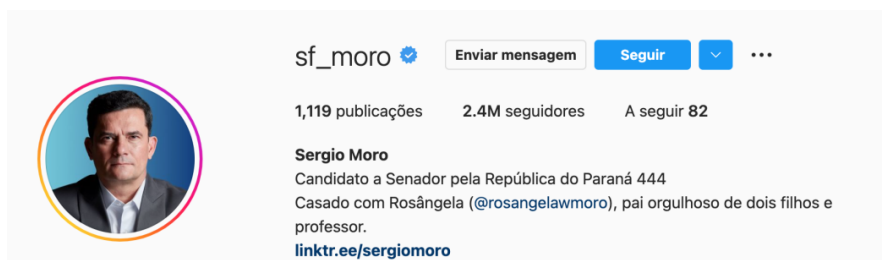 sf_moro
Enviar mensagem
Seguir
1,119 publicações
2.4M seguidores
A seguir 82
Sergio Moro
Candidato a Senador pela República do Paraná 444
Casado com Rosângela (@rosangelawmoro), pai orgulhoso de dois filhos e
professor.
linktr.ee/sergiomoro